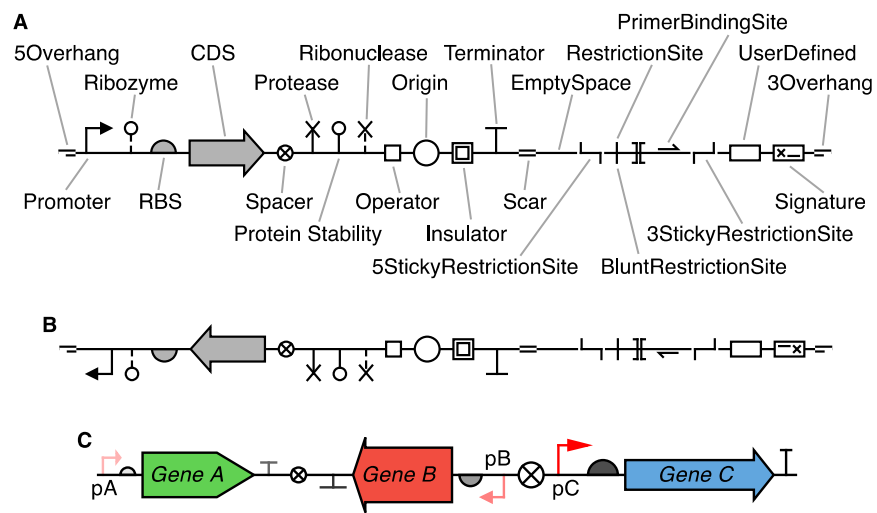 A
PrimerBindingSite
5Overhang CDS Ribonuclease Terminator RestrictionSite UserDefined
Ribozyme Protease Origin EmptySpace 3Overhang
Promoter RBS Spacer Operator Scar Signature
Protein Stability Insulator 3StickyRestrictionSite
5StickyRestrictionSite BluntRestrictionSite
B
C
pA Gene A Gene B pB pC Gene C